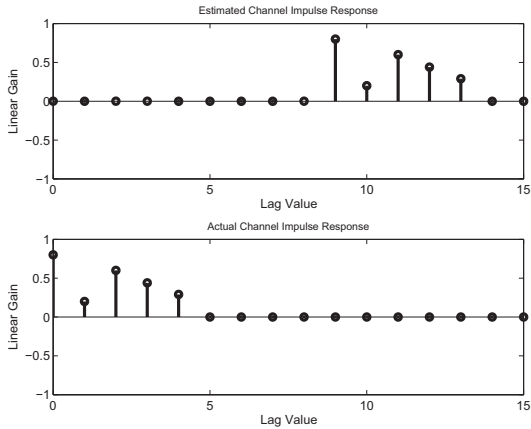 Estimated Channel Impulse Response
1
0.5
0
−0.5
−1
Linear Gain
0 5 10 15
Lag Value
Actual Channel Impulse Response
1
0.5
0
−0.5
−1
Linear Gain
0 5 10 15
Lag Value